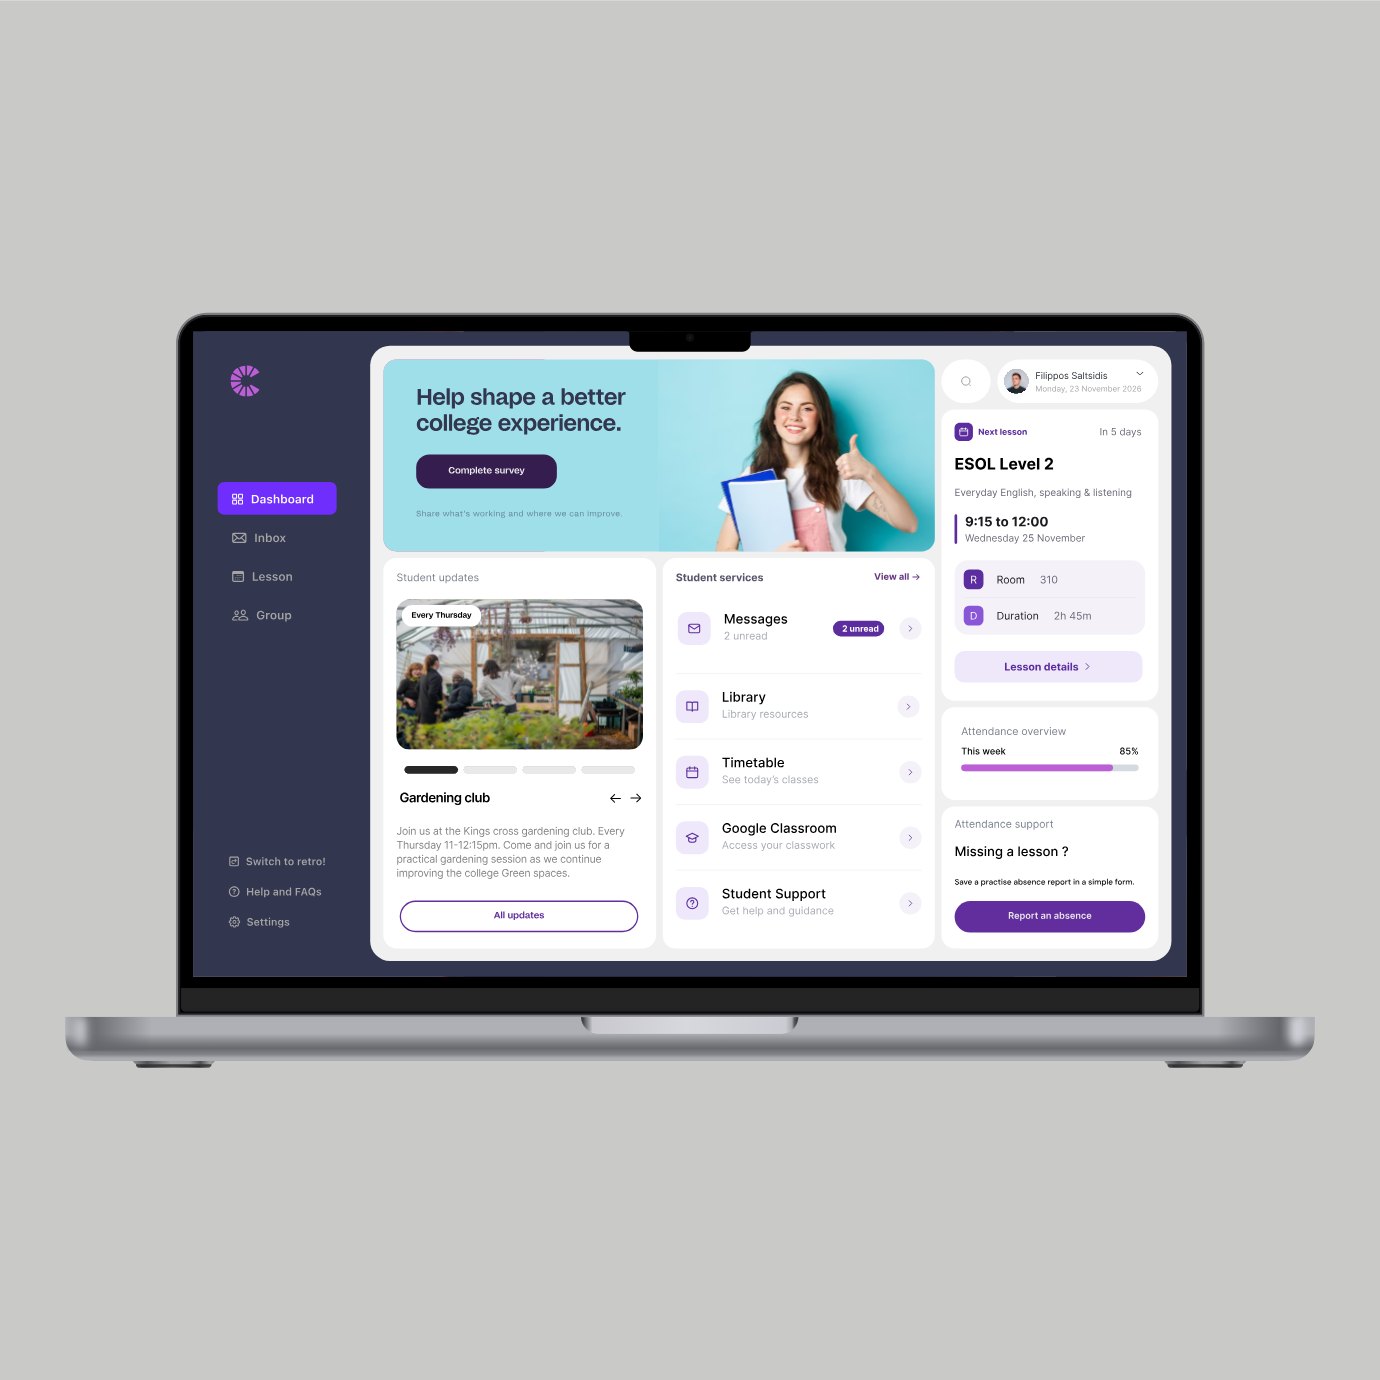 Dashboard
Inbox
Lesson
Group
Switch to retro!
Help and FAQs
Settings
Help shape a better
college experience.
Complete survey
Share what's working and where we can improve.
Filippos Saltsidis
Monday, 23 November 2026
Next lesson
In 5 days
ESOL Level 2
Everyday English, speaking & listening
9:15 to 12:00
Wednesday 25 November
R Room 310
D Duration 2h 45m
Lesson details
Attendance overview
This week 85%
Attendance support
Missing a lesson ?
Save a practise absence report in a simple form.
Report an absence
Student updates
Every Thursday
Gardening club
Join us at the Kings cross gardening club. Every
Thursday 11-12:15pm. Come and join us for a
practical gardening session as we continue
improving the college Green spaces.
All updates
Student services
View all →
Messages
2 unread
2 unread
Library
Library resources
Timetable
See today's classes
Google Classroom
Access your classwork
Student Support
Get help and guidance